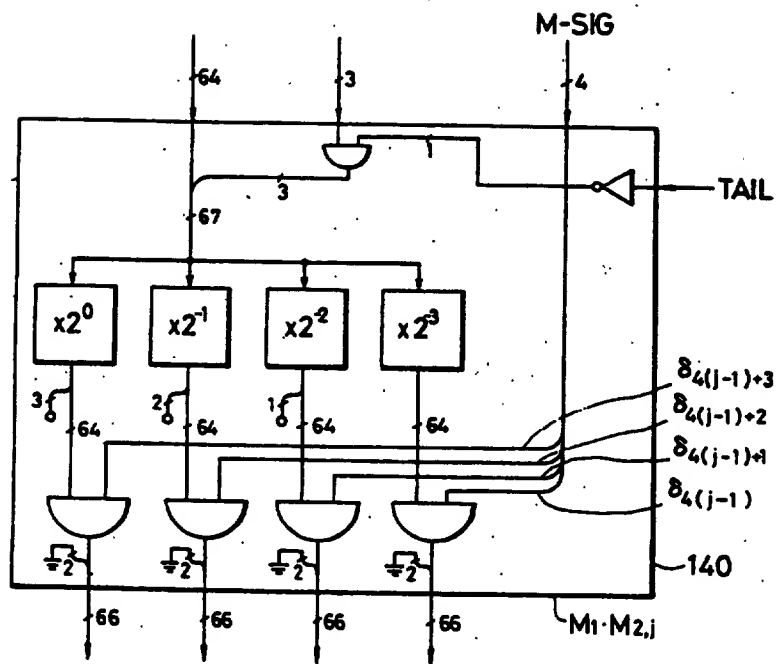 M-SIG
64
3
4
1
3
TAIL
67
x2⁰
x2⁻¹
x2⁻²
x2⁻³
3
2
1
64
64
64
64
δ4(j-1)+3
δ4(j-1)+2
δ4(j-1)+1
δ4(j-1)
2
2
2
2
140
66
66
66
66
M1·M2,j